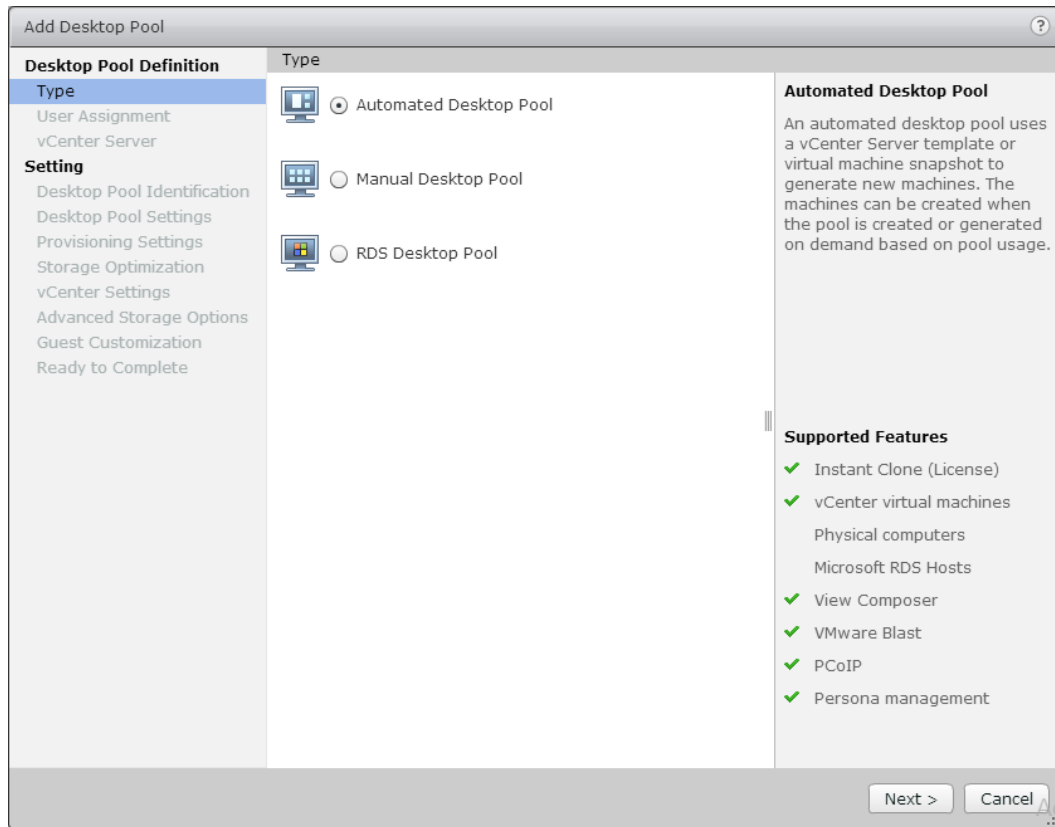 Add Desktop Pool
?
Desktop Pool Definition
Type
User Assignment
vCenter Server
Setting
Desktop Pool Identification
Desktop Pool Settings
Provisioning Settings
Storage Optimization
vCenter Settings
Advanced Storage Options
Guest Customization
Ready to Complete
Type
Automated Desktop Pool
Manual Desktop Pool
RDS Desktop Pool
Automated Desktop Pool
An automated desktop pool uses
a vCenter Server template or
virtual machine snapshot to
generate new machines. The
machines can be created when
the pool is created or generated
on demand based on pool usage.
Supported Features
Instant Clone (License)
vCenter virtual machines
Physical computers
Microsoft RDS Hosts
View Composer
VMware Blast
PCoIP
Persona management
Next >
Cancel